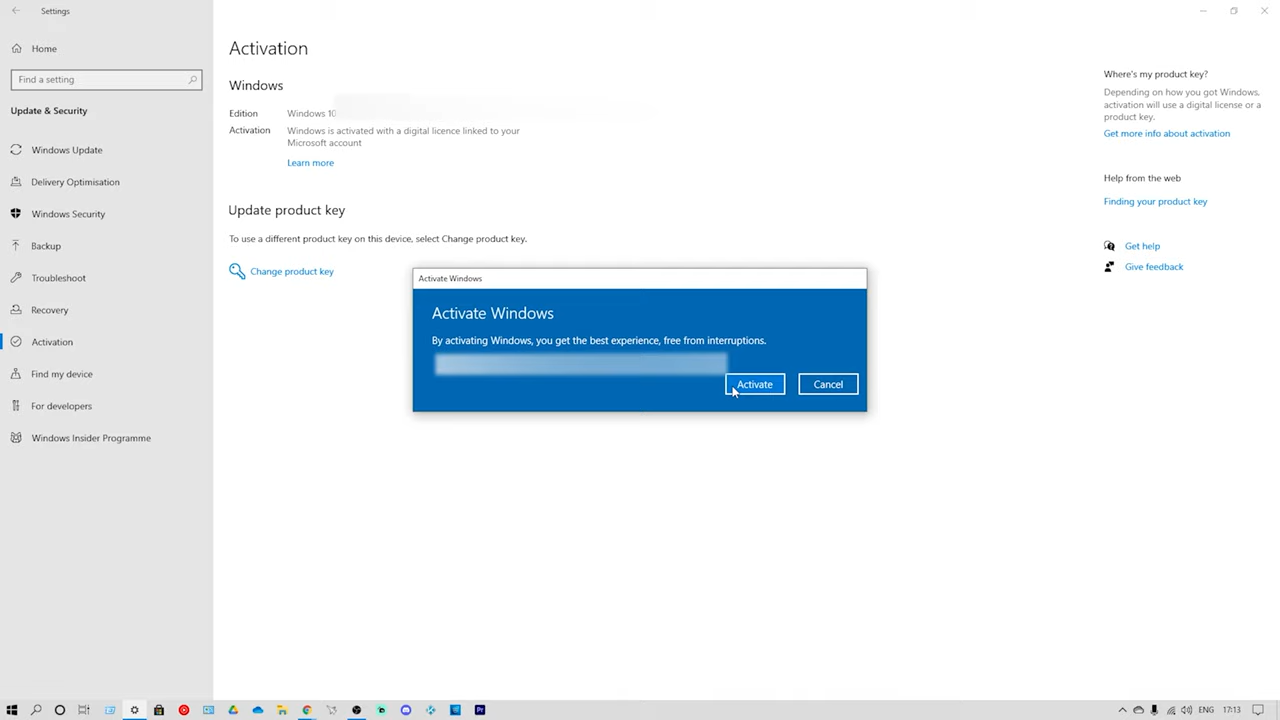 Settings
Home
Find a setting
Update & Security
Windows Update
Delivery Optimisation
Windows Security
Backup
Troubleshoot
Recovery
Activation
Find my device
For developers
Windows Insider Programme
Activation
Windows
Edition Windows 10
Activation Windows is activated with a digital licence linked to your
Microsoft account
Learn more
Update product key
To use a different product key on this device, select Change product key.
Change product key
Activate Windows
Activate Windows
By activating Windows, you get the best experience, free from interruptions.
Activate Cancel
Where's my product key?
Depending on how you got Windows,
activation will use a digital license or a
product key.
Get more info about activation
Help from the web
Finding your product key
Get help
Give feedback
ENG 17:13